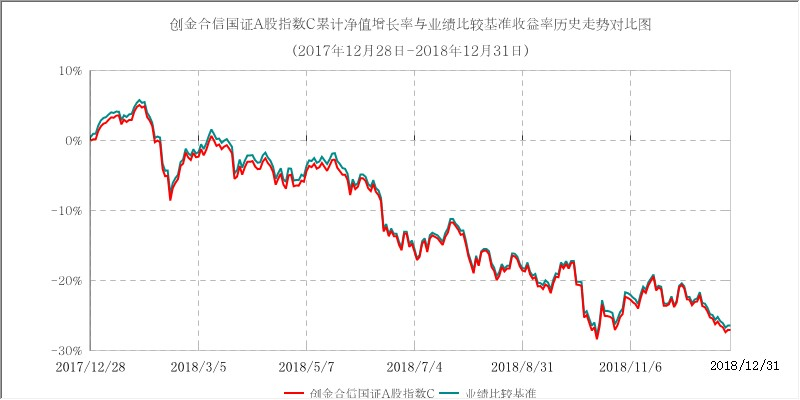 创金合信国证A股指数C累计净值增长率与业绩比较基准收益率历史走势对比图
(2017年12月28日-2018年12月31日)
10%
0%
-10%
-20%
-30%
2017/12/28 2018/3/5 2018/5/7 2018/7/4 2018/8/31 2018/11/6 2018/12/31
创金合信国证A股指数C 业绩比较基准